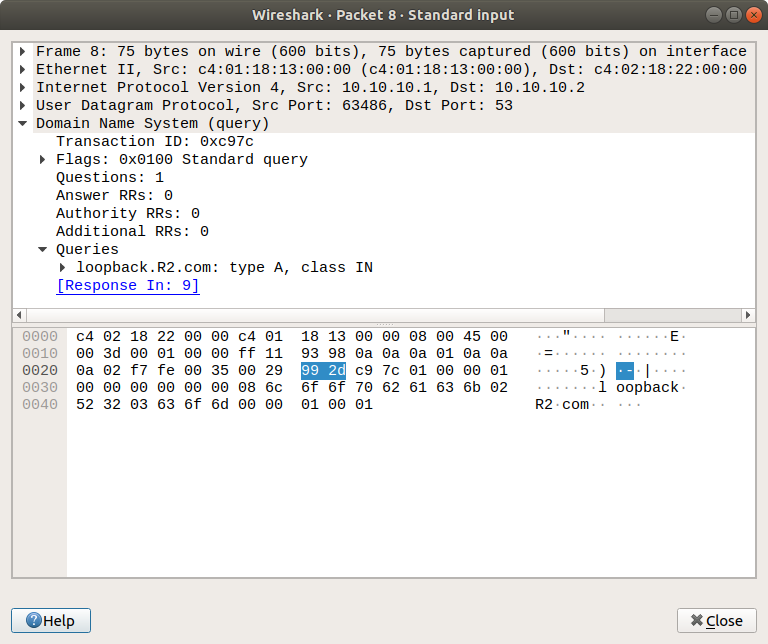 Wireshark · Packet 8 · Standard input
Frame 8: 75 bytes on wire (600 bits), 75 bytes captured (600 bits) on interface
Ethernet II, Src: c4:01:18:13:00:00 (c4:01:18:13:00:00), Dst: c4:02:18:22:00:00
Internet Protocol Version 4, Src: 10.10.10.1, Dst: 10.10.10.2
User Datagram Protocol, Src Port: 63486, Dst Port: 53
Domain Name System (query)
Transaction ID: 0xc97c
Flags: 0x0100 Standard query
Questions: 1
Answer RRs: 0
Authority RRs: 0
Additional RRs: 0
Queries
loopback.R2.com: type A, class IN
[Response In: 9]
0000 c4 02 18 22 00 00 c4 01 18 13 00 00 08 00 45 00 ···"···· ······E·
0010 00 3d 00 01 00 00 ff 11 93 98 0a 0a 0a 01 0a 0a ·=······ ········
0020 0a 02 f7 fe 00 35 00 29 99 2d c9 7c 01 00 00 01 ·····5·) ·-·|····
0030 00 00 00 00 00 00 08 6c 6f 6f 70 62 61 63 6b 02 ·······l oopback·
0040 52 32 03 63 6f 6d 00 00 01 00 01 R2·com·· ···
Help
Close